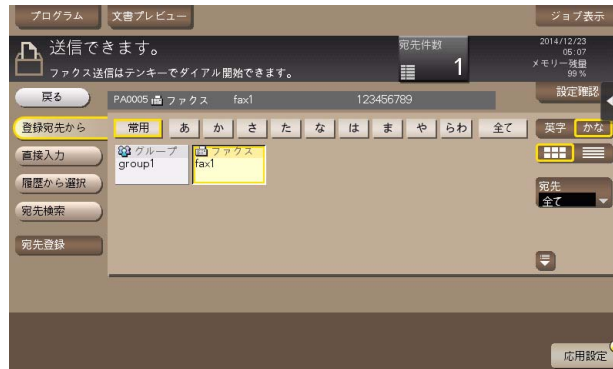 プログラム
文書プレビュー
ジョブ表示
送信できます。
ファクス送信はテンキーでダイアル開始できます。
宛先件数
1
2014/12/23
05:07
メモリー残量
99 %
戻る
PA0005 ファクス fax1 123456789
設定確認
登録宛先から
常用 あ か さ た な は ま や らわ 全て
英字 かな
直接入力
グループ
group1
ファクス
fax1
履歴から選択
宛先
全て
宛先検索
宛先登録
応用設定